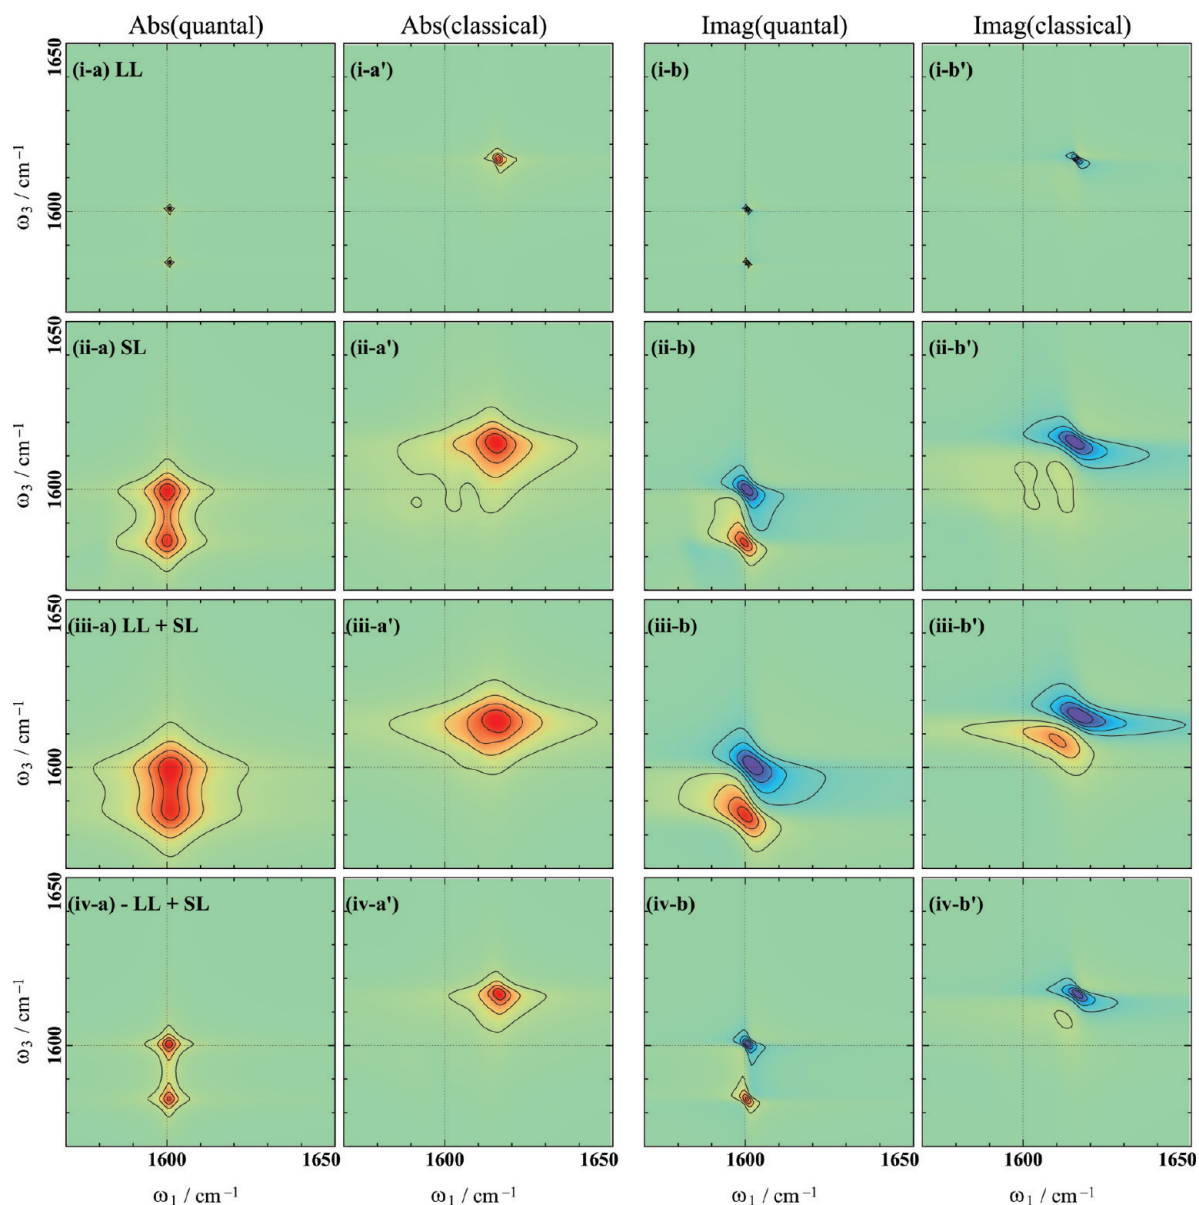 Abs(quantal) Abs(classical) Imag(quantal) Imag(classical)
1650
(i-a) LL (i-a') (i-b) (i-b')
ω3 / cm−1
1600
1650
(ii-a) SL (ii-a') (ii-b) (ii-b')
ω3 / cm−1
1600
1650
(iii-a) LL + SL (iii-a') (iii-b) (iii-b')
ω3 / cm−1
1600
1650
(iv-a) - LL + SL (iv-a') (iv-b) (iv-b')
ω3 / cm−1
1600
1600 1650 1600 1650 1600 1650 1600 1650
ω1 / cm−1 ω1 / cm−1 ω1 / cm−1 ω1 / cm−1